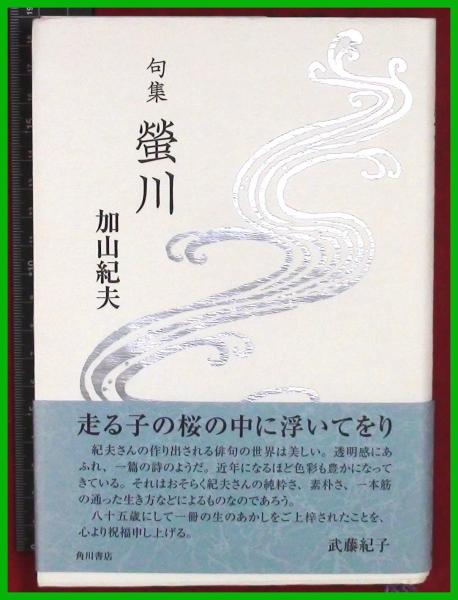 句集
螢川
加山紀夫
走る子の桜の中に浮いてをり
紀夫さんの作り出される俳句の世界は美しい。透明感にあ
ふれ、一篇の詩のようだ。近年になるほど色彩も豊かになって
きている。それはおそらく紀夫さんの純粋さ、素朴さ、一本筋
の通った生き方などによるものなのであろう。
八十五歳にして一冊の生のあかしをご上梓されたことを、
心より祝福申し上げる。
武藤紀子
角川書店